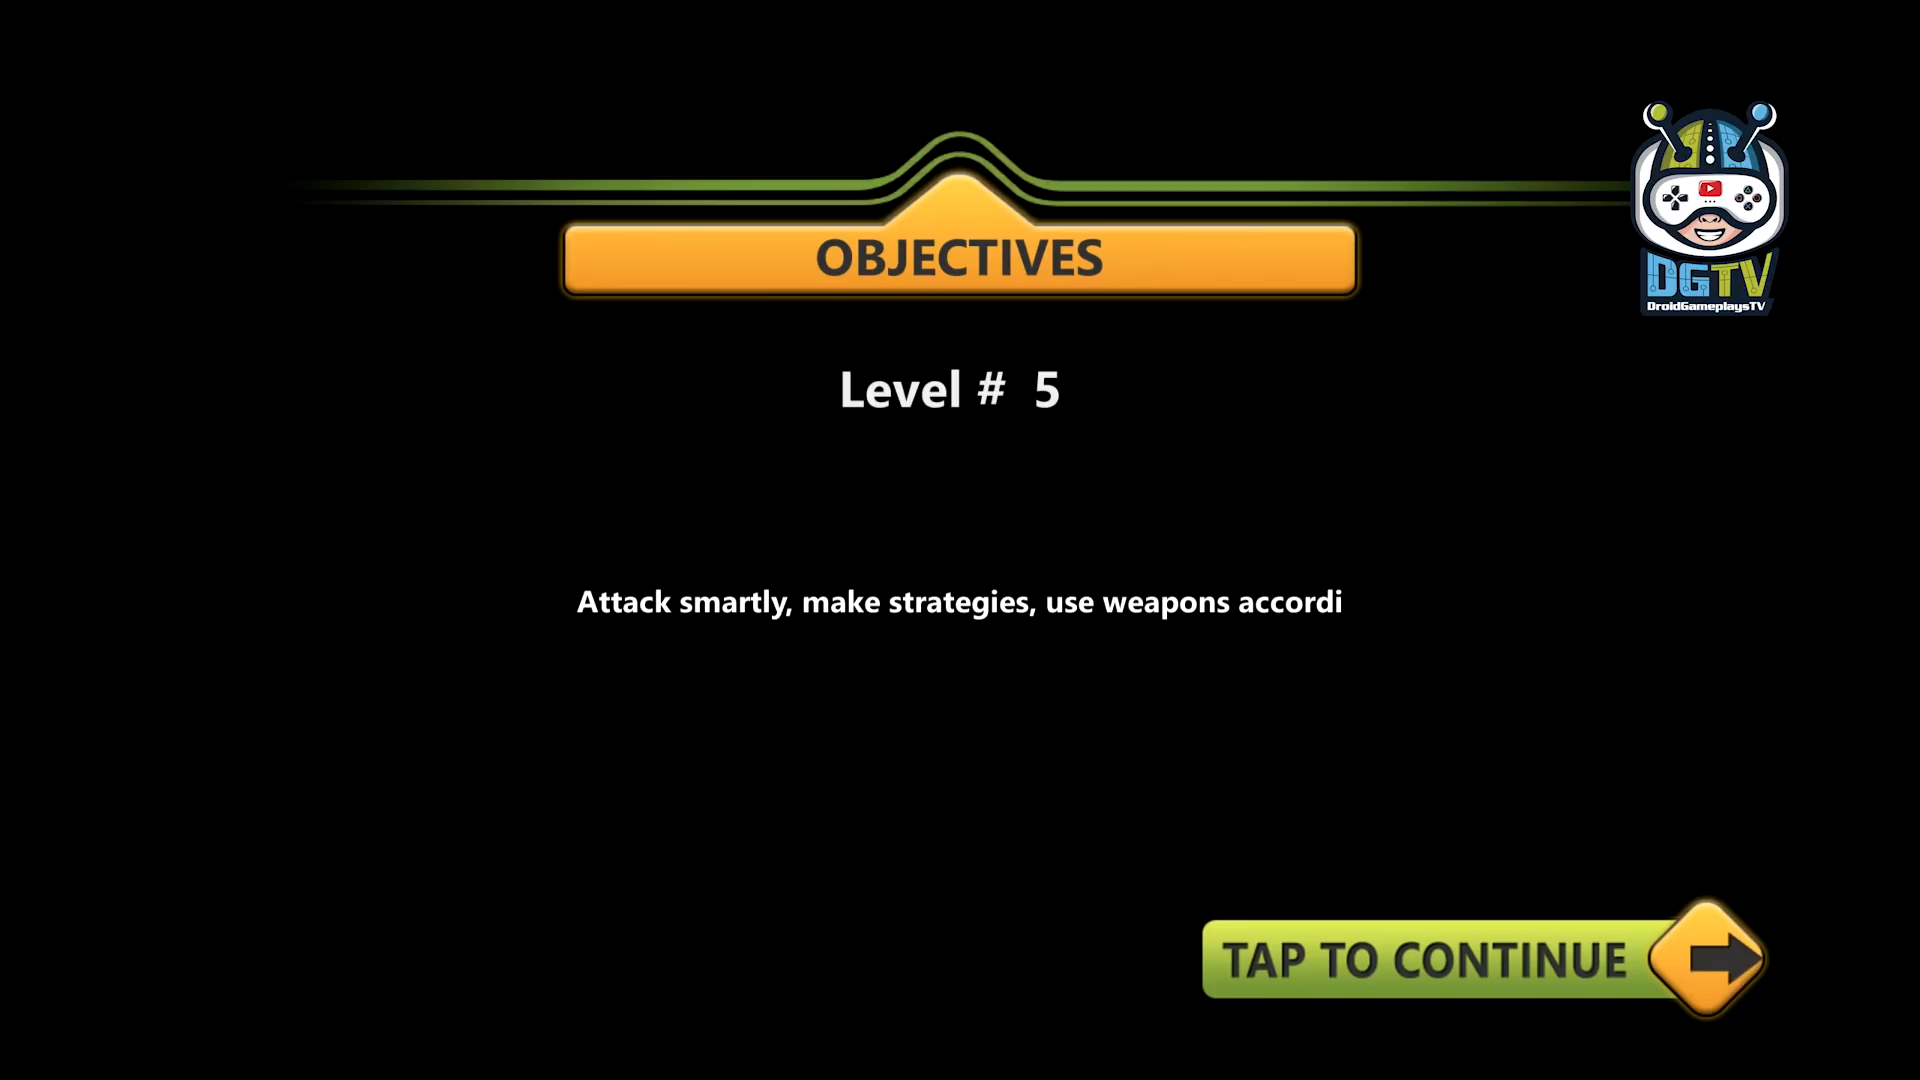 OBJECTIVES
DGTV
DroidGameplaysTV
Level # 5
Attack smartly, make strategies, use weapons accordi
TAP TO CONTINUE